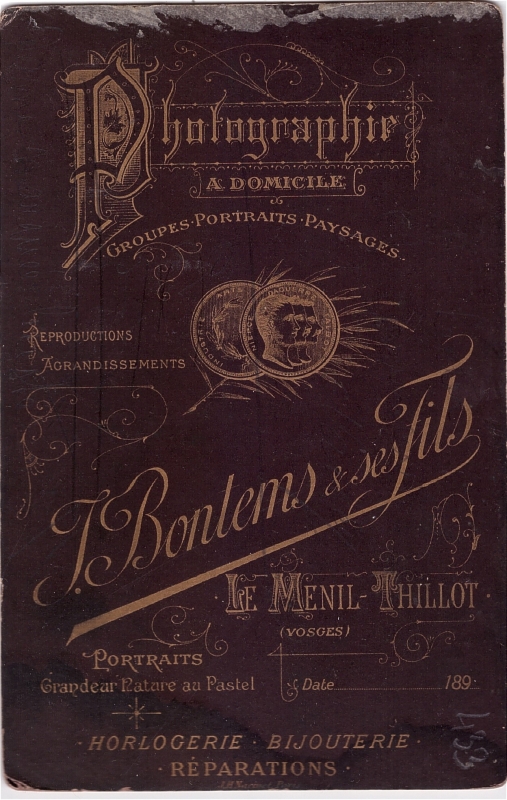 Photographie
A DOMICILE
GROUPES·PORTRAITS·PAYSAGES
REPRODUCTIONS
AGRANDISSEMENTS
J. Bontems & ses Fils
LE MENIL-THILLOT
(VOSGES)
PORTRAITS
Grandeur Nature au Pastel
Date 189
·HORLOGERIE·BIJOUTERIE·
·RÉPARATIONS·